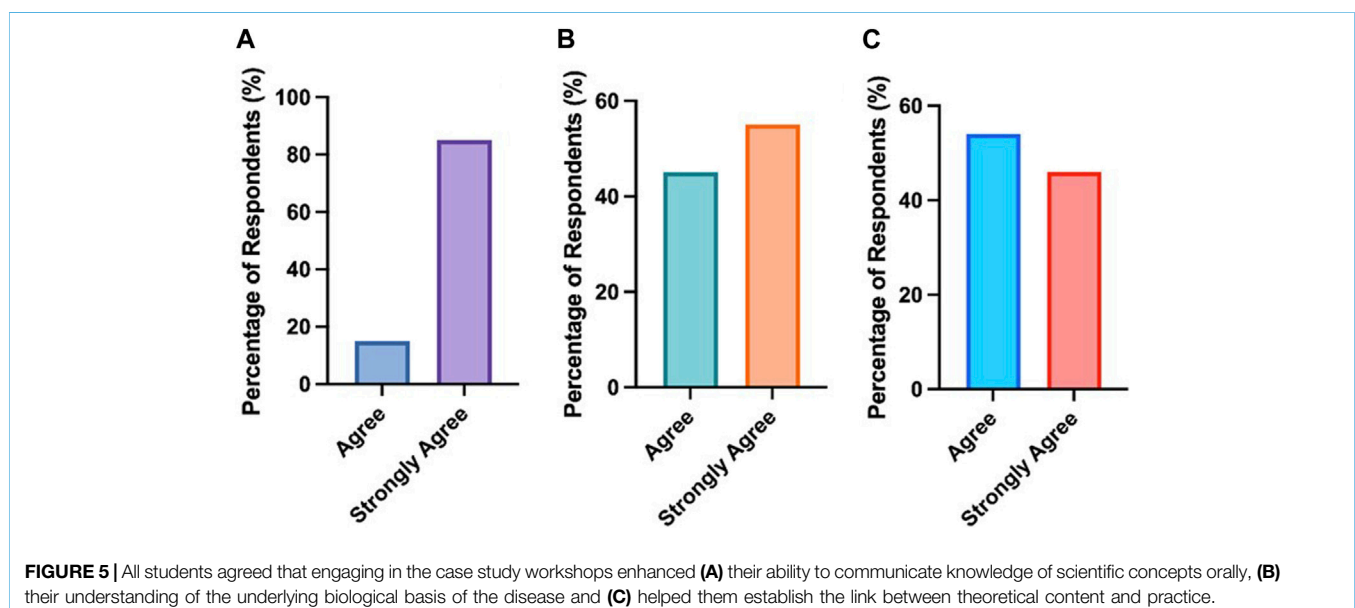 A
B
C
Percentage of Respondents (%)
100
80
60
40
20
0
Agree
Strongly Agree
Percentage of Respondents (%)
60
40
20
0
Agree
Strongly Agree
Percentage of Respondents (%)
60
40
20
0
Agree
Strongly Agree
FIGURE 5 | All students agreed that engaging in the case study workshops enhanced (A) their ability to communicate knowledge of scientific concepts orally, (B)
their understanding of the underlying biological basis of the disease and (C) helped them establish the link between theoretical content and practice.